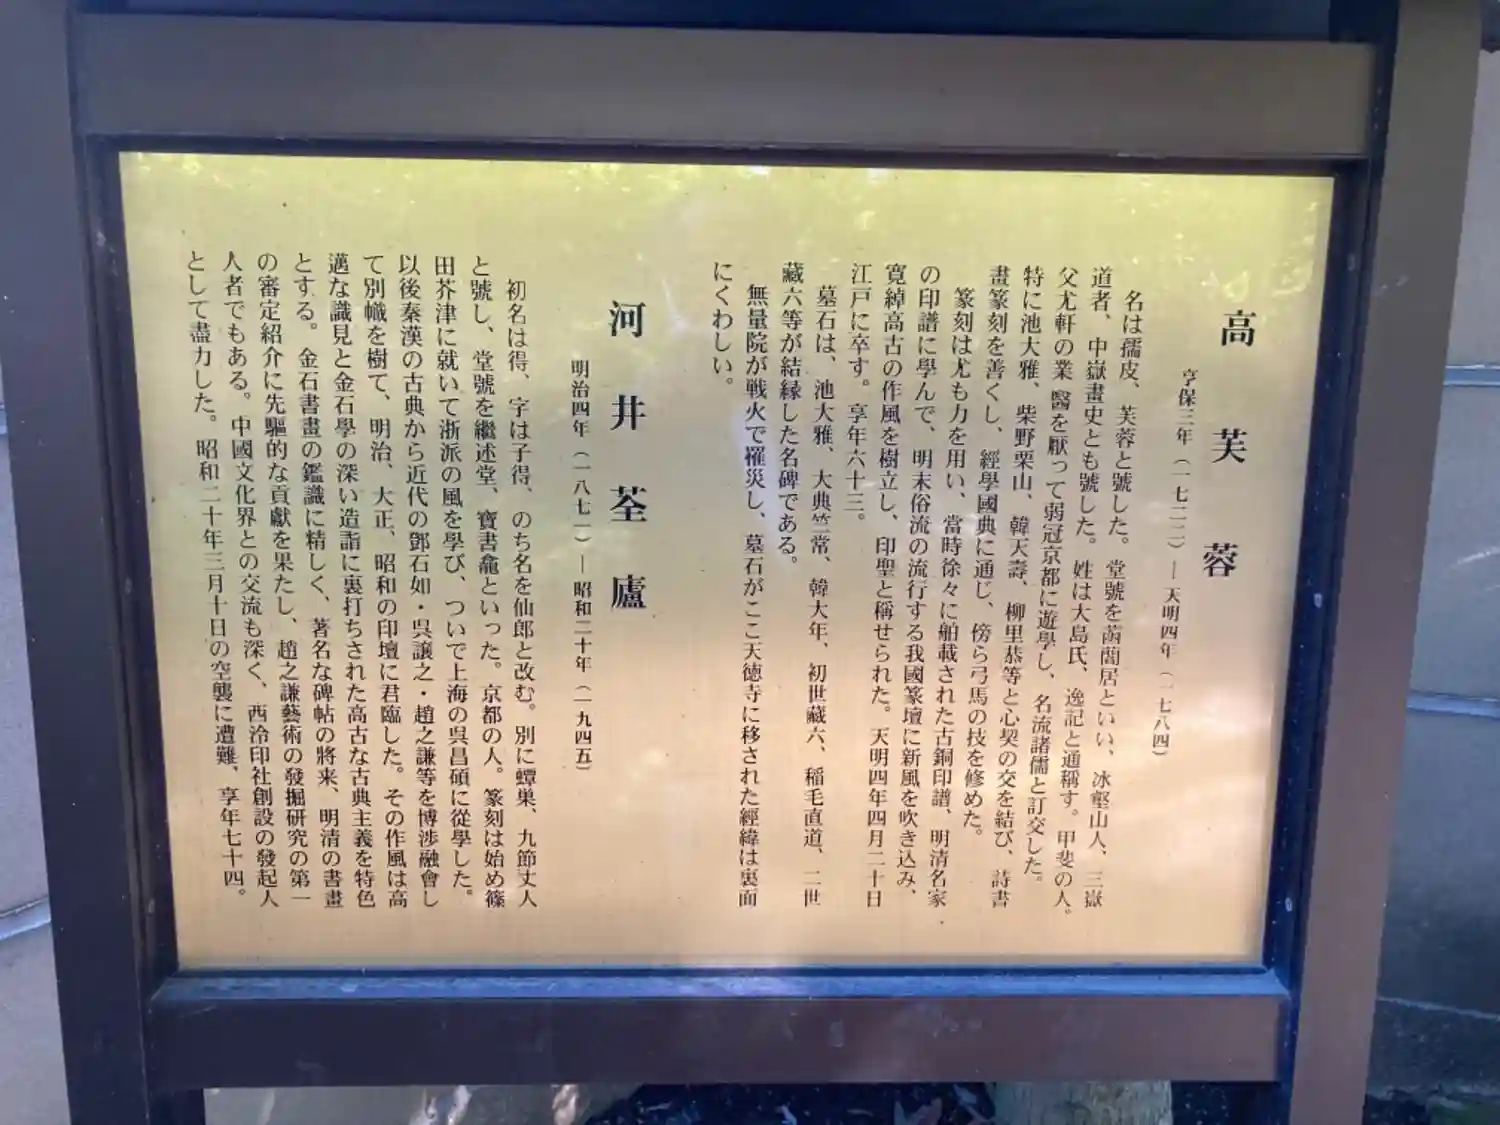 高芙蓉
享保三年(一七二二)―天明四年(一七八四)
名は孺皮、芙蓉と號した。堂號を菡萏居といい、冰壑山人、三嶽
道者、中嶽畫史とも號した。姓は大島氏、逸記と通稱す。甲斐の人。
父尤軒の業醫を厭って弱冠京都に遊學し、名流諸儒と訂交した。
特に池大雅、柴野栗山、韓天壽、柳里恭等と心契の交を結び、詩書
畫篆刻を善くし、經學國典に通じ、傍ら弓馬の技を修めた。
篆刻は尤も力を用い、當時徐々に舶載された古銅印譜、明清名家
の印譜に學んで、明末俗流の流行する我國篆壇に新風を吹き込み、
寬綽高古の作風を樹立し、印聖と稱せられた。天明四年四月二十日
江戸に卒す。享年六十三。
墓石は、池大雅、大典竺常、韓大年、初世藏六、稲毛直道、二世
藏六等が結縁した名碑である。
無量院が戦火で罹災し、墓石がここ天徳寺に移された經緯は裏面
にくわしい。
河井荃廬
明治四年(一八七一)―昭和二十年(一九四五)
初名は得、字は子得、のち名を仙郎と改む。別に蟫巣、九節丈人
と號し、堂號を繼述堂、寶書龕といった。京都の人。篆刻は始め篠
田芥津に就いて浙派の風を學び、ついで上海の呉昌碩に從學した。
以後秦漢の古典から近代の鄧石如・呉譲之・趙之謙等を博渉融會し
て別幟を樹て、明治、大正、昭和の印壇に君臨した。その作風は高
邁な識見と金石學の深い造詣に裏打ちされた高古な古典主義を特色
とする。金石書畫の鑑識に精しく、著名な碑帖の將来、明清の書畫
の審定紹介に先驅的な貢獻を果たし、趙之謙藝術の發掘研究の第一
人者でもある。中國文化界との交流も深く、西泠印社創設の發起人
として盡力した。昭和二十年三月十日の空襲に遭難、享年七十四。